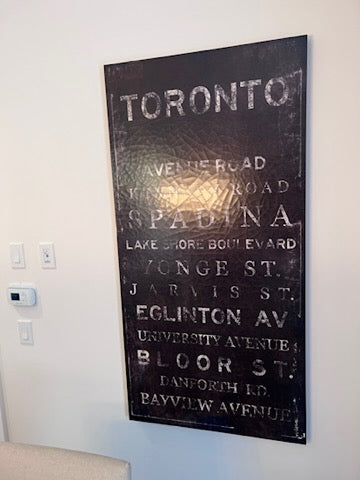 TORONTO
AVENUE ROAD
ROAD
SPADINA
LAKE SHORE BOULEVARD
YONGE ST.
JARVIS ST.
EGLINTON AV
UNIVERSITY AVENUE
BLOOR ST.
DANFORTH RD.
BAYVIEW AVENUE